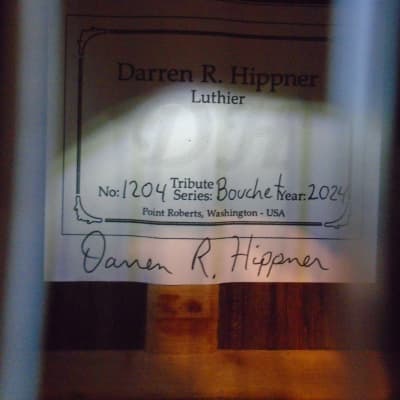 Darren R. Hippner
Luthier
No: 1204 Tribute Series: Bouchet Year: 2024
Point Roberts, Washington - USA
Darren R. Hippner